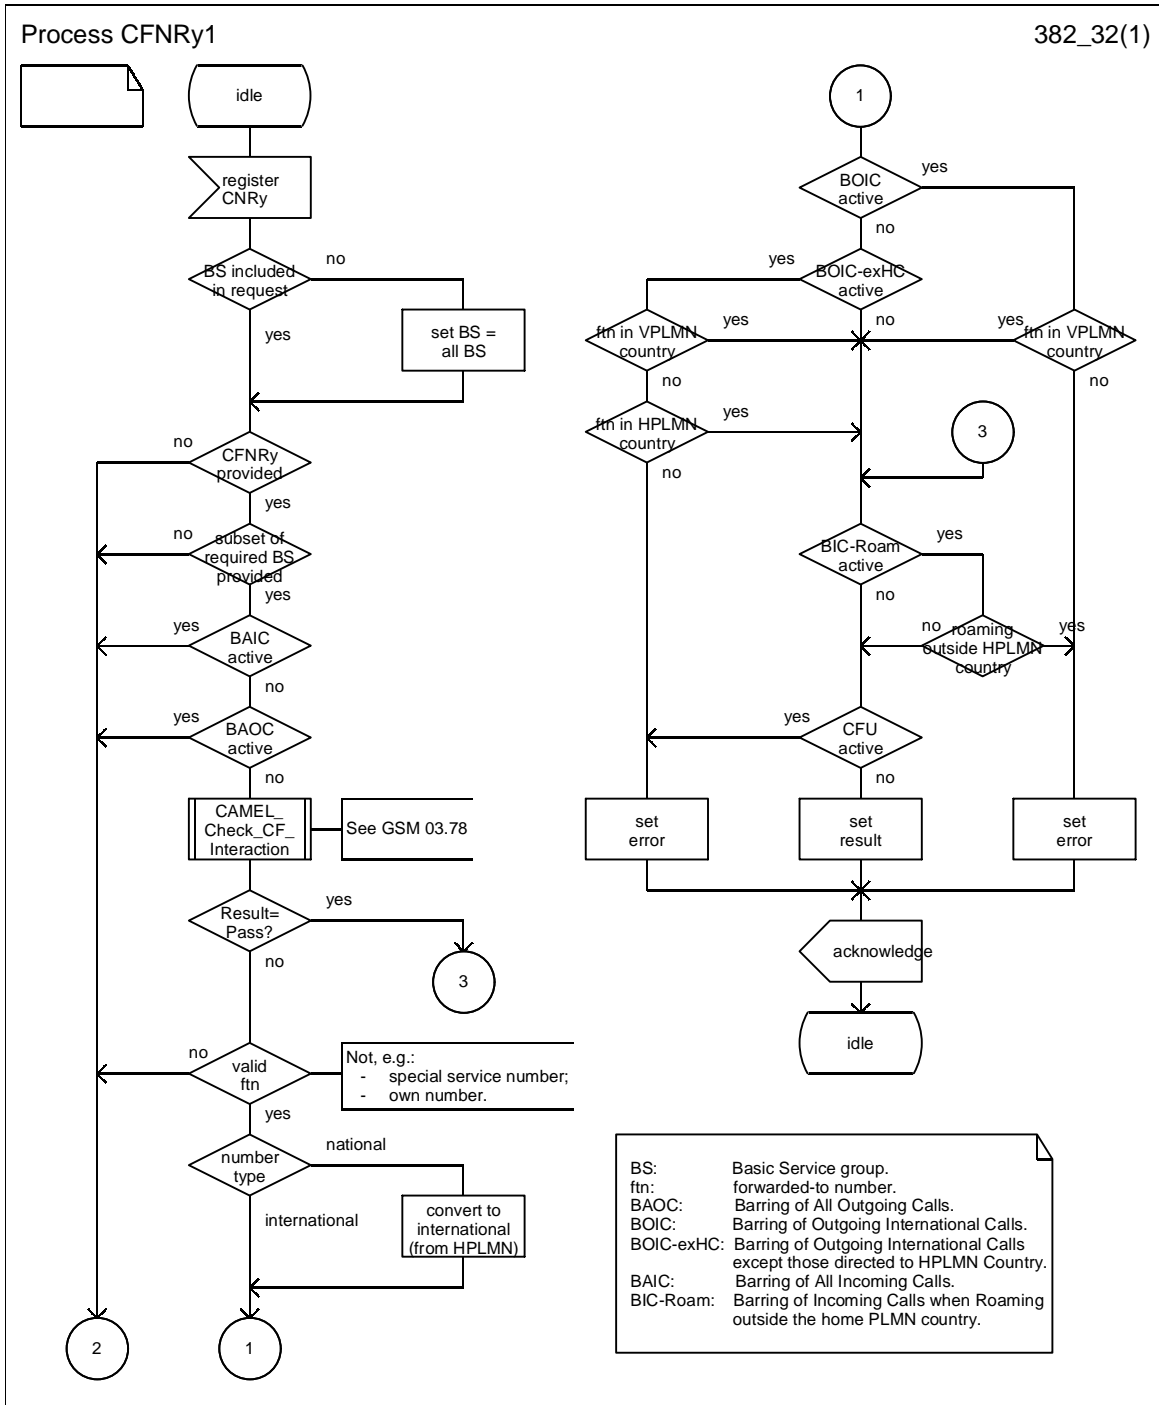 Process CFNRy1
382_32(1)
idle
register
CNRy
BS included
in request
no
yes
set BS =
all BS
no
CFNRy
provided
yes
no
subset of
required BS
provided
yes
yes
BAIC
active
no
yes
BAOC
active
no
CAMEL_
Check_CF_
Interaction
See GSM 03.78
Result=
Pass?
yes
no
3
no
valid
ftn
Not, e.g.:
- special service number;
- own number.
yes
number
type
national
international
convert to
international
(from HPLMN)
2
1
1
BOIC
active
yes
no
yes
BOIC-exHC
active
no
ftn in VPLMN
country
yes
no
yes
ftn in VPLMN
country
no
ftn in HPLMN
country
yes
no
3
BIC-Roam
active
yes
no
no
roaming
outside HPLMN
country
yes
yes
CFU
active
no
set
error
set
result
set
error
acknowledge
idle
BS: Basic Service group.
ftn: forwarded-to number.
BAOC: Barring of All Outgoing Calls.
BOIC: Barring of Outgoing International Calls.
BOIC-exHC: Barring of Outgoing International Calls
except those directed to HPLMN Country.
BAIC: Barring of All Incoming Calls.
BIC-Roam: Barring of Incoming Calls when Roaming
outside the home PLMN country.